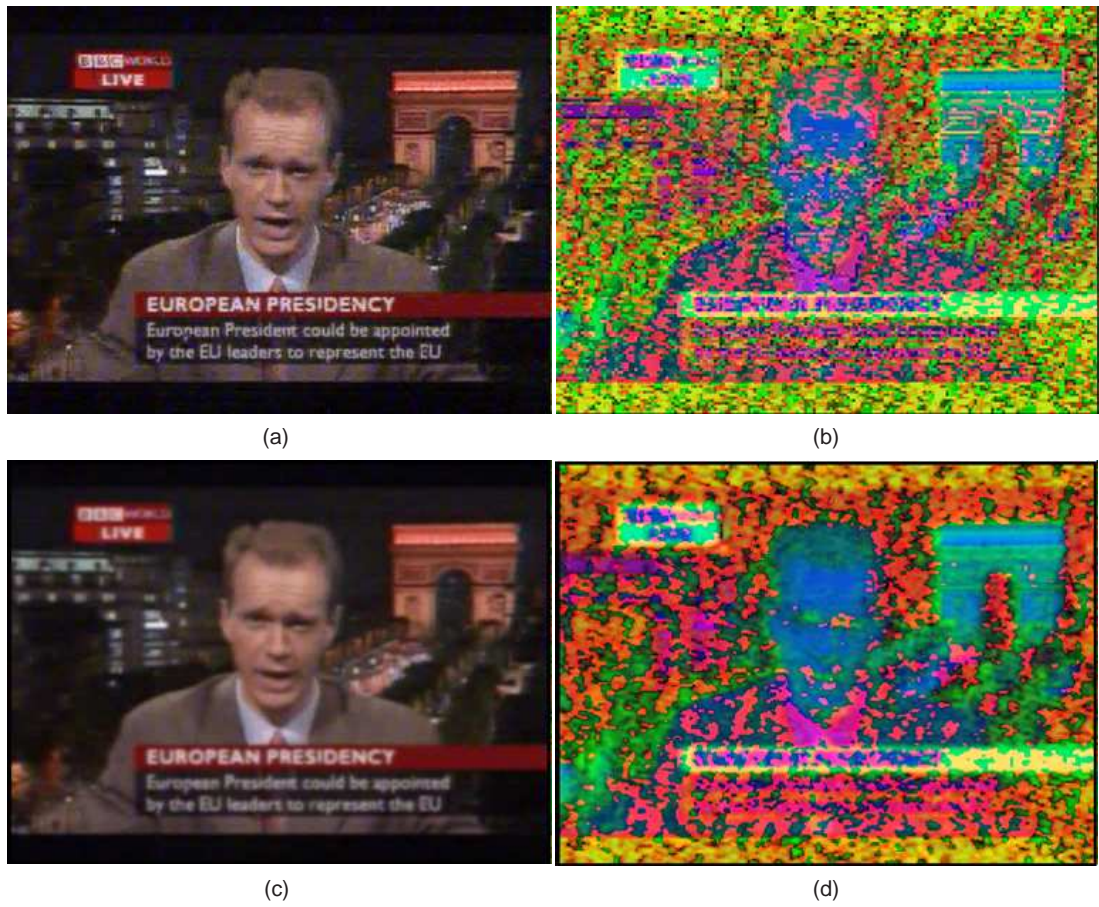 BBC WORLD
LIVE
EUROPEAN PRESIDENCY
European President could be appointed
by the EU leaders to represent the EU
(a)
(b)
BBC WORLD
LIVE
EUROPEAN PRESIDENCY
European President could be appointed
by the EU leaders to represent the EU
(c)
(d)